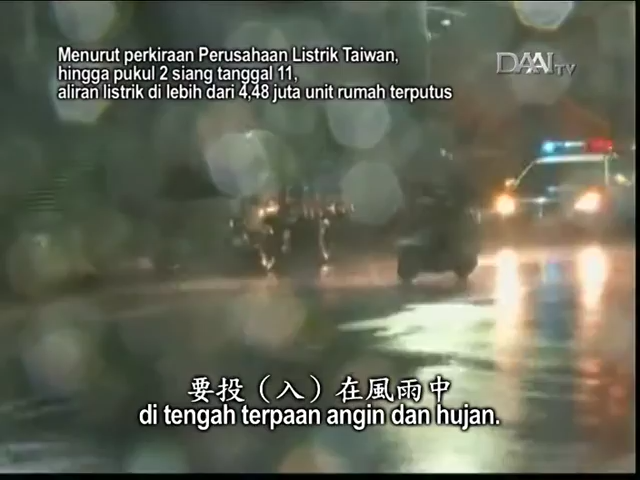 Menurut perkiraan Perusahaan Listrik Taiwan,
hingga pukul 2 siang tanggal 11,
aliran listrik di lebih dari 4,48 juta unit rumah terputus
DAAI TV
要投（入）在風雨中
di tengah terpaan angin dan hujan.